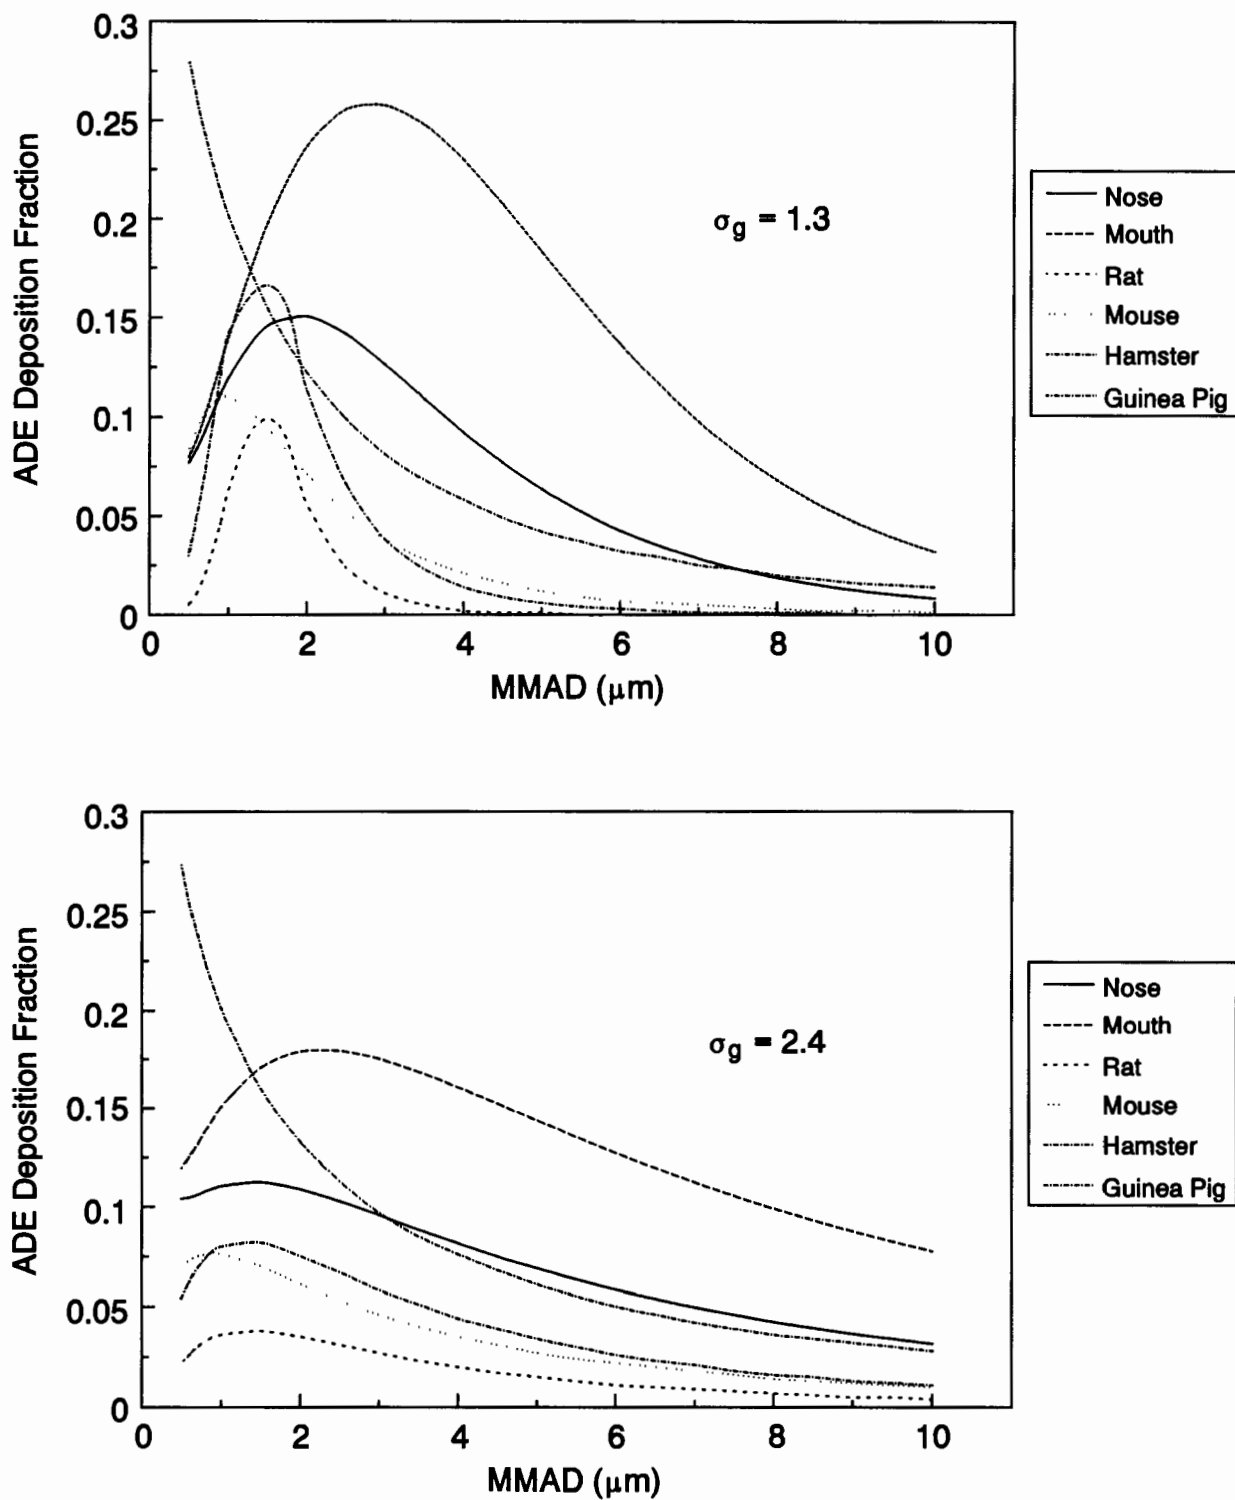 0.3
0.25
0.2
0.15
0.1
0.05
0
ADE Deposition Fraction
σg = 1.3
0 2 4 6 8 10
MMAD (μm)
Nose
Mouth
Rat
Mouse
Hamster
Guinea Pig
0.3
0.25
0.2
0.15
0.1
0.05
0
ADE Deposition Fraction
σg = 2.4
0 2 4 6 8 10
MMAD (μm)
Nose
Mouth
Rat
Mouse
Hamster
Guinea Pig